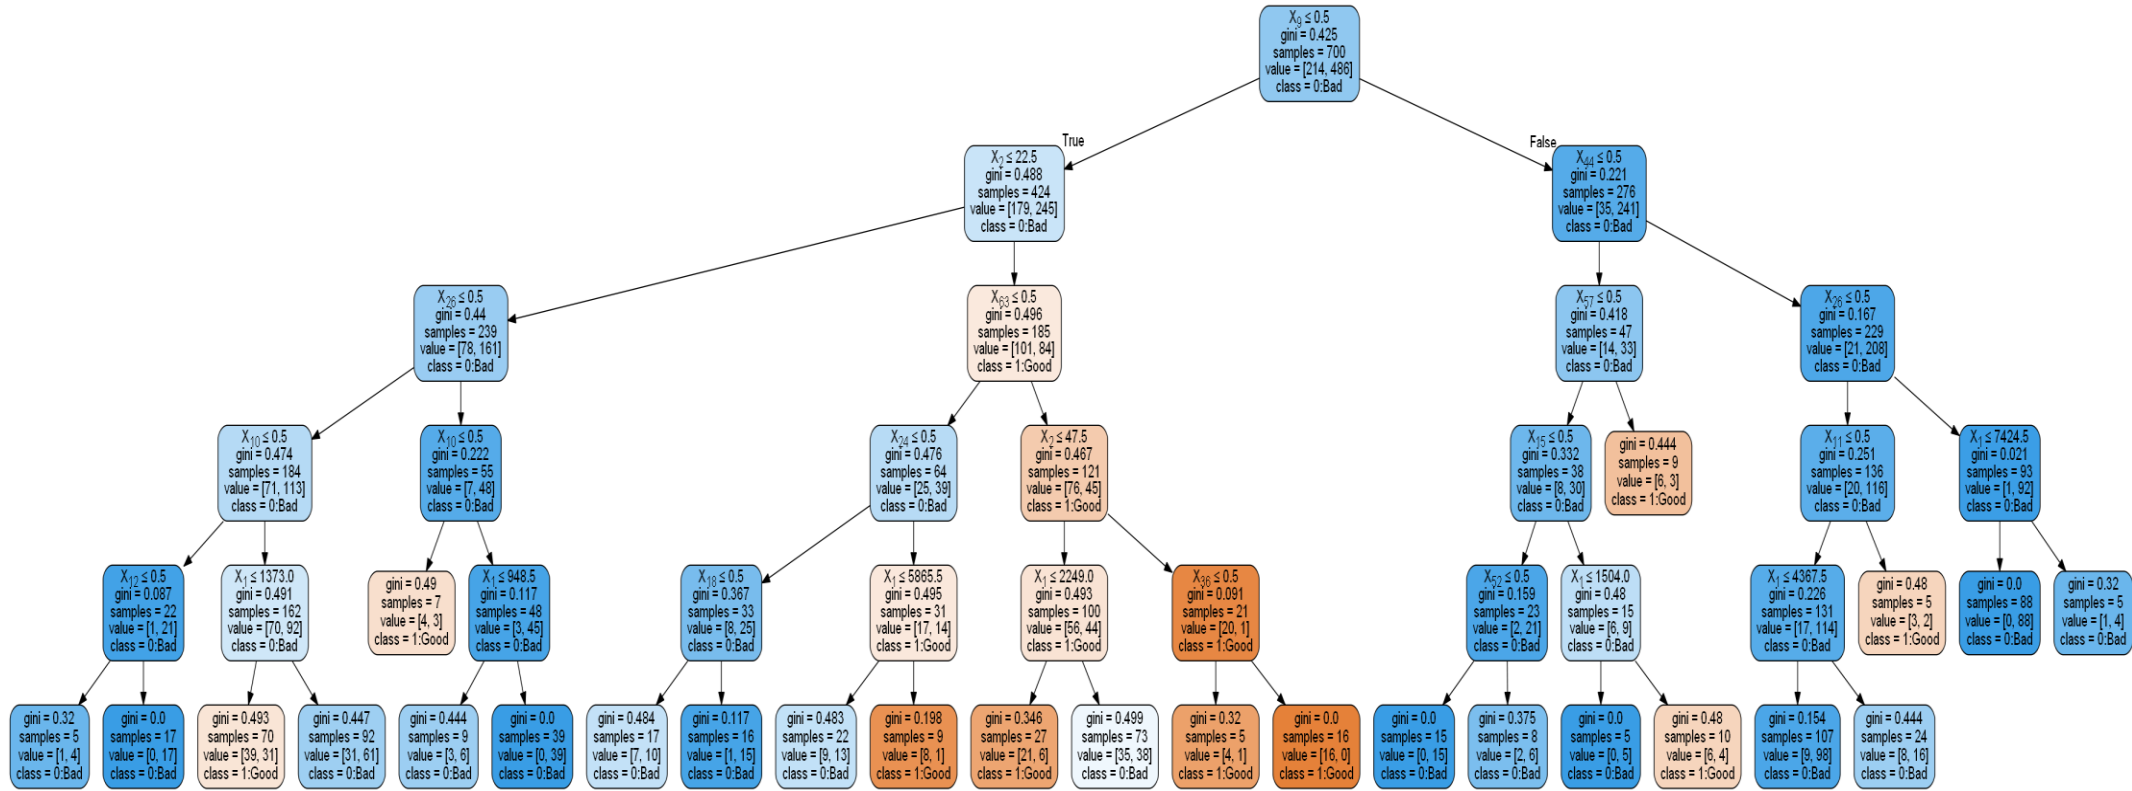 X9 ≤ 0.5
gini = 0.425
samples = 700
value = [214, 486]
class = 0:Bad
True
False
X2 ≤ 22.5
gini = 0.488
samples = 424
value = [179, 245]
class = 0:Bad
X44 ≤ 0.5
gini = 0.221
samples = 276
value = [35, 241]
class = 0:Bad
X26 ≤ 0.5
gini = 0.44
samples = 239
value = [78, 161]
class = 0:Bad
X63 ≤ 0.5
gini = 0.496
samples = 185
value = [101, 84]
class = 1:Good
X57 ≤ 0.5
gini = 0.418
samples = 47
value = [14, 33]
class = 0:Bad
X26 ≤ 0.5
gini = 0.167
samples = 229
value = [21, 208]
class = 0:Bad
X10 ≤ 0.5
gini = 0.474
samples = 184
value = [71, 113]
class = 0:Bad
X10 ≤ 0.5
gini = 0.222
samples = 55
value = [7, 48]
class = 0:Bad
X24 ≤ 0.5
gini = 0.476
samples = 64
value = [25, 39]
class = 0:Bad
X2 ≤ 47.5
gini = 0.467
samples = 121
value = [76, 45]
class = 1:Good
X15 ≤ 0.5
gini = 0.332
samples = 38
value = [8, 30]
class = 0:Bad
gini = 0.444
samples = 9
value = [6, 3]
class = 1:Good
X11 ≤ 0.5
gini = 0.251
samples = 136
value = [20, 116]
class = 0:Bad
X1 ≤ 7424.5
gini = 0.021
samples = 93
value = [1, 92]
class = 0:Bad
X12 ≤ 0.5
gini = 0.087
samples = 22
value = [1, 21]
class = 0:Bad
X1 ≤ 1373.0
gini = 0.491
samples = 162
value = [70, 92]
class = 0:Bad
gini = 0.49
samples = 7
value = [4, 3]
class = 1:Good
X1 ≤ 948.5
gini = 0.117
samples = 48
value = [3, 45]
class = 0:Bad
X18 ≤ 0.5
gini = 0.367
samples = 33
value = [8, 25]
class = 0:Bad
X1 ≤ 5865.5
gini = 0.495
samples = 31
value = [17, 14]
class = 1:Good
X1 ≤ 2249.0
gini = 0.493
samples = 100
value = [56, 44]
class = 1:Good
X36 ≤ 0.5
gini = 0.091
samples = 21
value = [20, 1]
class = 1:Good
X52 ≤ 0.5
gini = 0.159
samples = 23
value = [2, 21]
class = 0:Bad
X1 ≤ 1504.0
gini = 0.48
samples = 15
value = [6, 9]
class = 0:Bad
X1 ≤ 4367.5
gini = 0.226
samples = 131
value = [17, 114]
class = 0:Bad
gini = 0.48
samples = 5
value = [3, 2]
class = 1:Good
gini = 0.0
samples = 88
value = [0, 88]
class = 0:Bad
gini = 0.32
samples = 5
value = [1, 4]
class = 0:Bad
gini = 0.32
samples = 5
value = [1, 4]
class = 0:Bad
gini = 0.0
samples = 17
value = [0, 17]
class = 0:Bad
gini = 0.493
samples = 70
value = [39, 31]
class = 1:Good
gini = 0.447
samples = 92
value = [31, 61]
class = 0:Bad
gini = 0.444
samples = 9
value = [3, 6]
class = 0:Bad
gini = 0.0
samples = 39
value = [0, 39]
class = 0:Bad
gini = 0.484
samples = 17
value = [7, 10]
class = 0:Bad
gini = 0.117
samples = 16
value = [1, 15]
class = 0:Bad
gini = 0.483
samples = 22
value = [9, 13]
class = 0:Bad
gini = 0.198
samples = 9
value = [8, 1]
class = 1:Good
gini = 0.346
samples = 27
value = [21, 6]
class = 1:Good
gini = 0.499
samples = 73
value = [35, 38]
class = 0:Bad
gini = 0.32
samples = 5
value = [4, 1]
class = 1:Good
gini = 0.0
samples = 16
value = [16, 0]
class = 1:Good
gini = 0.0
samples = 15
value = [0, 15]
class = 0:Bad
gini = 0.375
samples = 8
value = [2, 6]
class = 0:Bad
gini = 0.0
samples = 5
value = [0, 5]
class = 0:Bad
gini = 0.48
samples = 10
value = [6, 4]
class = 1:Good
gini = 0.154
samples = 107
value = [9, 98]
class = 0:Bad
gini = 0.444
samples = 24
value = [8, 16]
class = 0:Bad